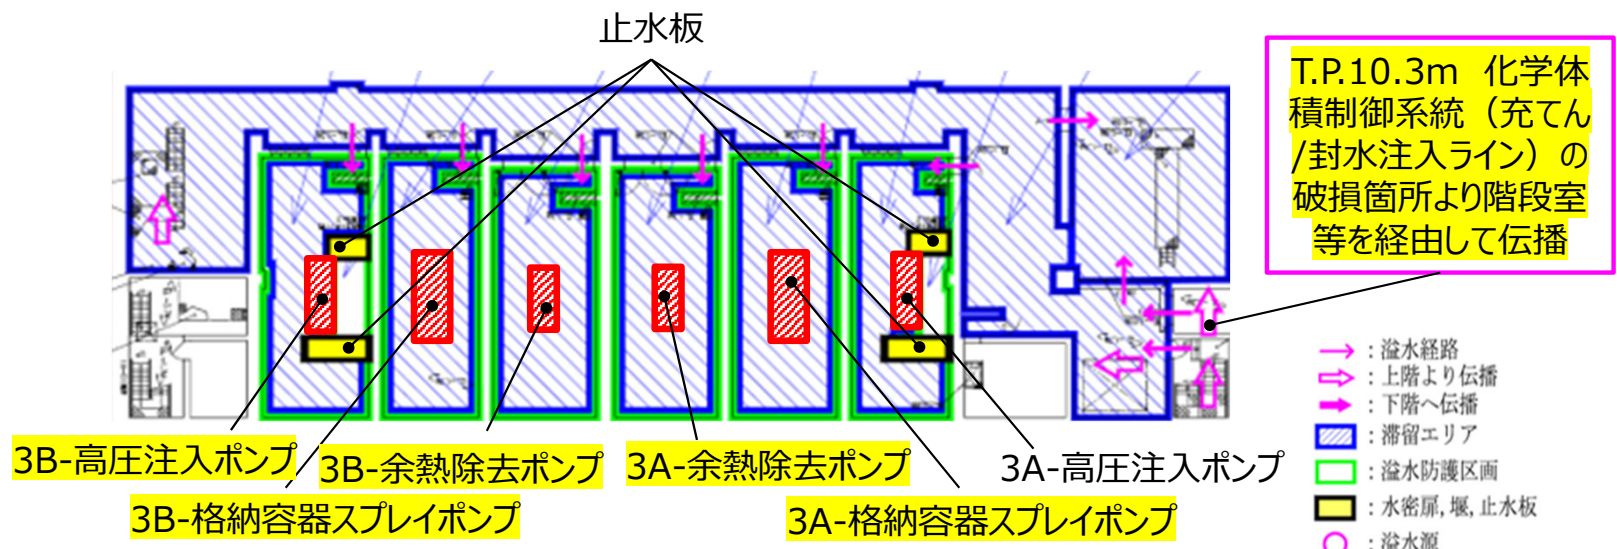 止水板
T.P.10.3m 化学体
積制御系統（充てん
/封水注入ライン）の
破損箇所より階段室
等を経由して伝播
：溢水経路
：上階より伝播
：下階へ伝播
：滞留エリア
：溢水防護区画
：水密扉, 堰, 止水板
：溢水源
3B-高圧注入ポンプ
3B-余熱除去ポンプ
3A-余熱除去ポンプ
3A-高圧注入ポンプ
3B-格納容器スプレイポンプ
3A-格納容器スプレイポンプ